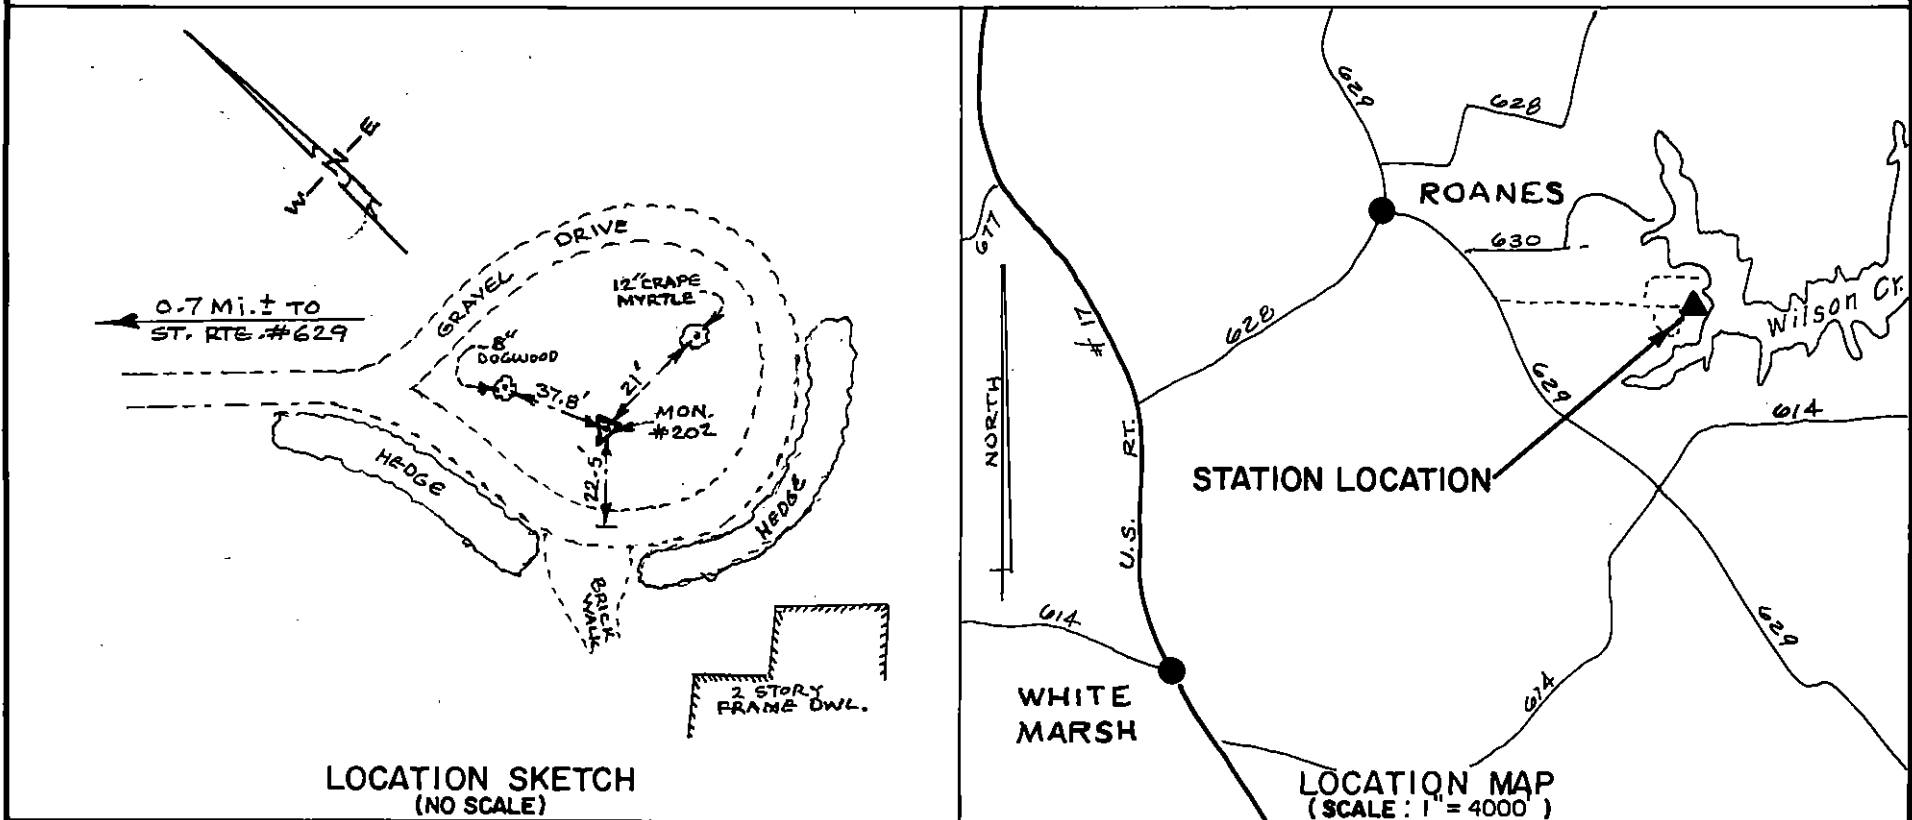 W
N
E
0.7 Mi.± TO
ST. RTE. #629
GRAVEL
DRIVE
12" CRAPE
MYRTLE
8"
DOGWOOD
37.8'
21'
MON.
#202
22.5
HEDGE
HEDGE
BRICK
WALK
2 STORY
FRAME DWL.
LOCATION SKETCH
(NO SCALE)
629
628
ROANES
677
630
Wilson Cr.
628
#17
629
NORTH
614
RT.
STATION LOCATION
U.S.
614
629
WHITE
MARSH
674
LOCATION MAP
(SCALE: 1" = 4000')